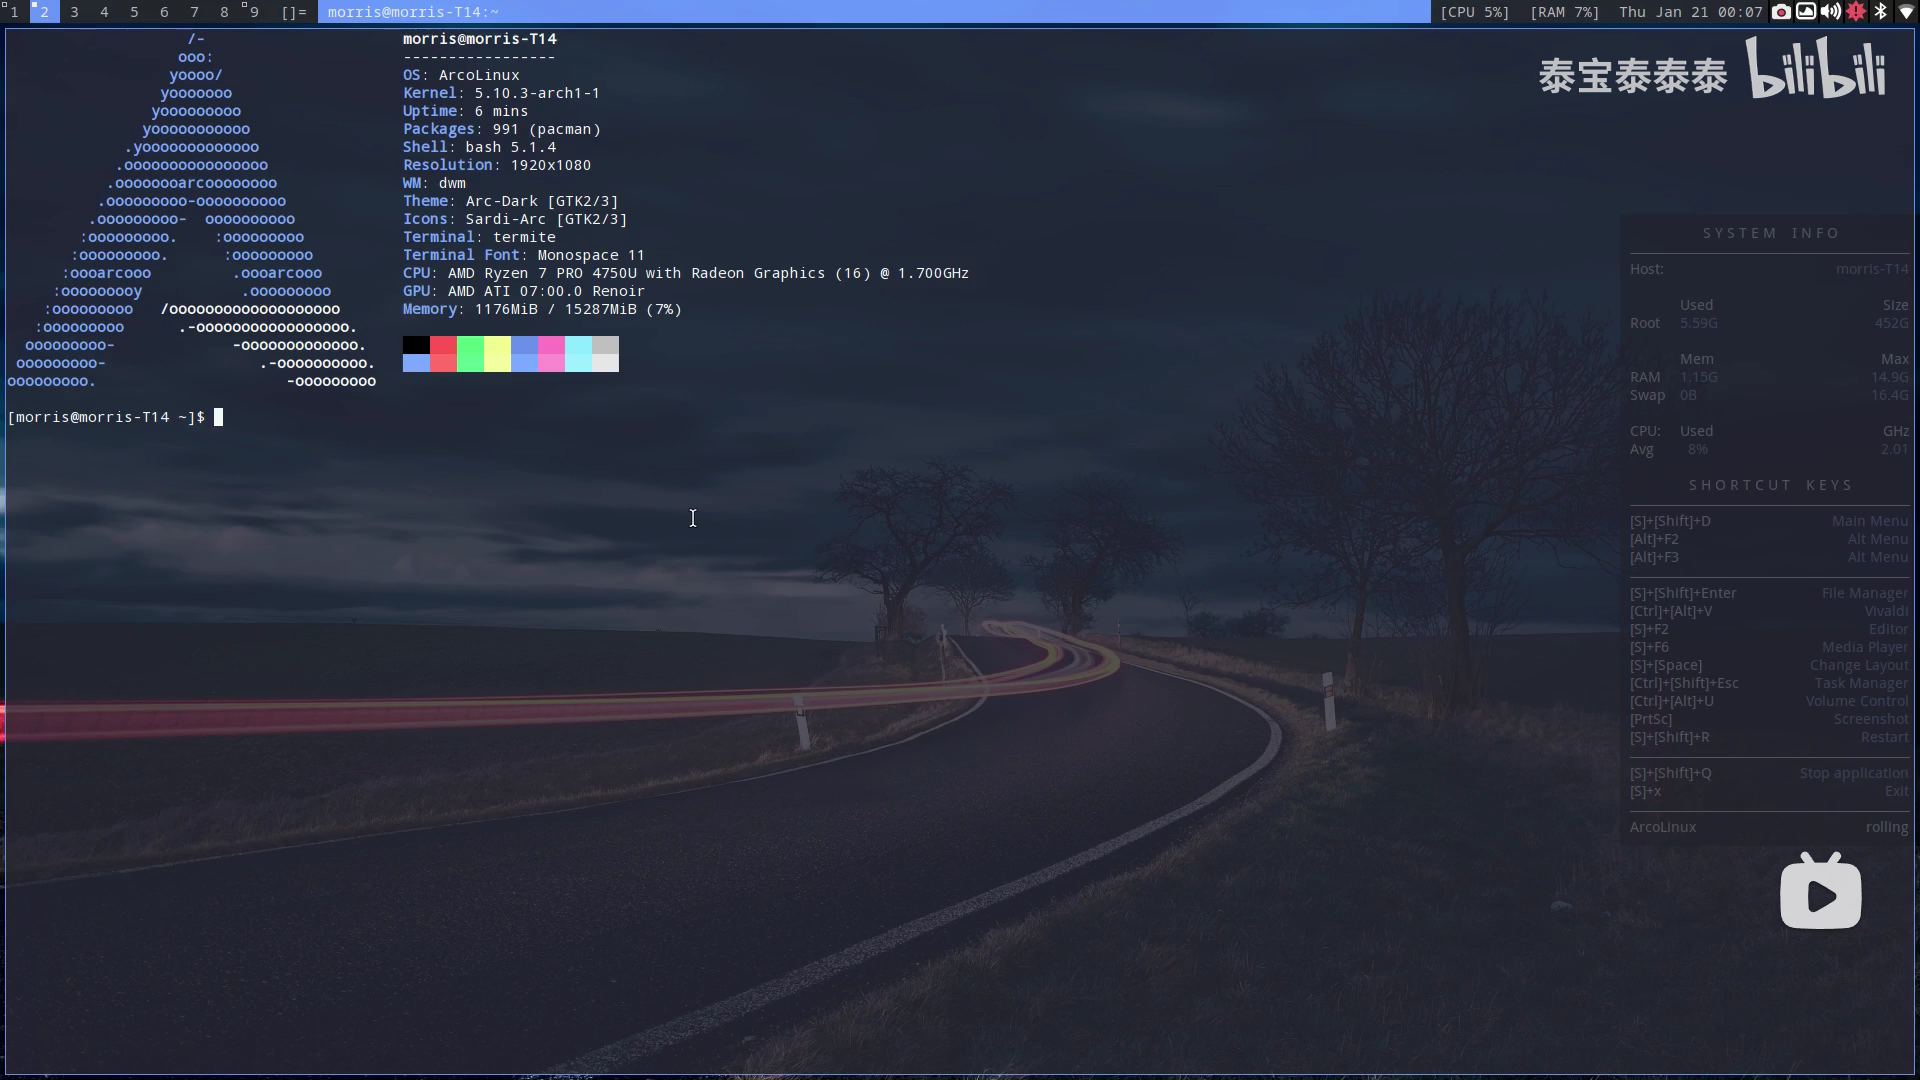 1 2 3 4 5 6 7 8 9 []= morris@morris-T14:~ [CPU 5%] [RAM 7%] Thu Jan 21 00:07
/-
ooo:
yoooo/
yooooooo
yooooooooo
yooooooooooo
.yooooooooooooo
.oooooooooooooooo
.oooooooarcoooooooo
.ooooooooo-oooooooooo
.ooooooooo-  oooooooooo
:ooooooooo.    :ooooooooo
:ooooooooo.      :ooooooooo
:oooarcooo         .oooarcooo
:ooooooooy           .ooooooooo
:ooooooooo   /ooooooooooooooooooo
:ooooooooo      .-ooooooooooooooooo.
ooooooooo-             -ooooooooooooo.
ooooooooo-                 .-oooooooooo.
ooooooooo.                     -ooooooooo
morris@morris-T14
-----------------
OS: ArcoLinux
Kernel: 5.10.3-arch1-1
Uptime: 6 mins
Packages: 991 (pacman)
Shell: bash 5.1.4
Resolution: 1920x1080
WM: dwm
Theme: Arc-Dark [GTK2/3]
Icons: Sardi-Arc [GTK2/3]
Terminal: termite
Terminal Font: Monospace 11
CPU: AMD Ryzen 7 PRO 4750U with Radeon Graphics (16) @ 1.700GHz
GPU: AMD ATI 07:00.0 Renoir
Memory: 1176MiB / 15287MiB (7%)
[morris@morris-T14 ~]$
泰宝泰泰泰 bilibili
SYSTEM INFO
Host: morris-T14
Used Size
Root 5.59G 452G
Mem Max
RAM 1.15G 14.9G
Swap 0B 16.4G
CPU: Used GHz
Avg 8% 2.01
SHORTCUT KEYS
[S]+[Shift]+D Main Menu
[Alt]+F2 Alt Menu
[Alt]+F3 Alt Menu
[S]+[Shift]+Enter File Manager
[Ctrl]+[Alt]+V Vivaldi
[S]+F2 Editor
[S]+F6 Media Player
[S]+[Space] Change Layout
[Ctrl]+[Shift]+Esc Task Manager
[Ctrl]+[Alt]+U Volume Control
[PrtSc] Screenshot
[S]+[Shift]+R Restart
[S]+[Shift]+Q Stop application
[S]+x Exit
ArcoLinux rolling